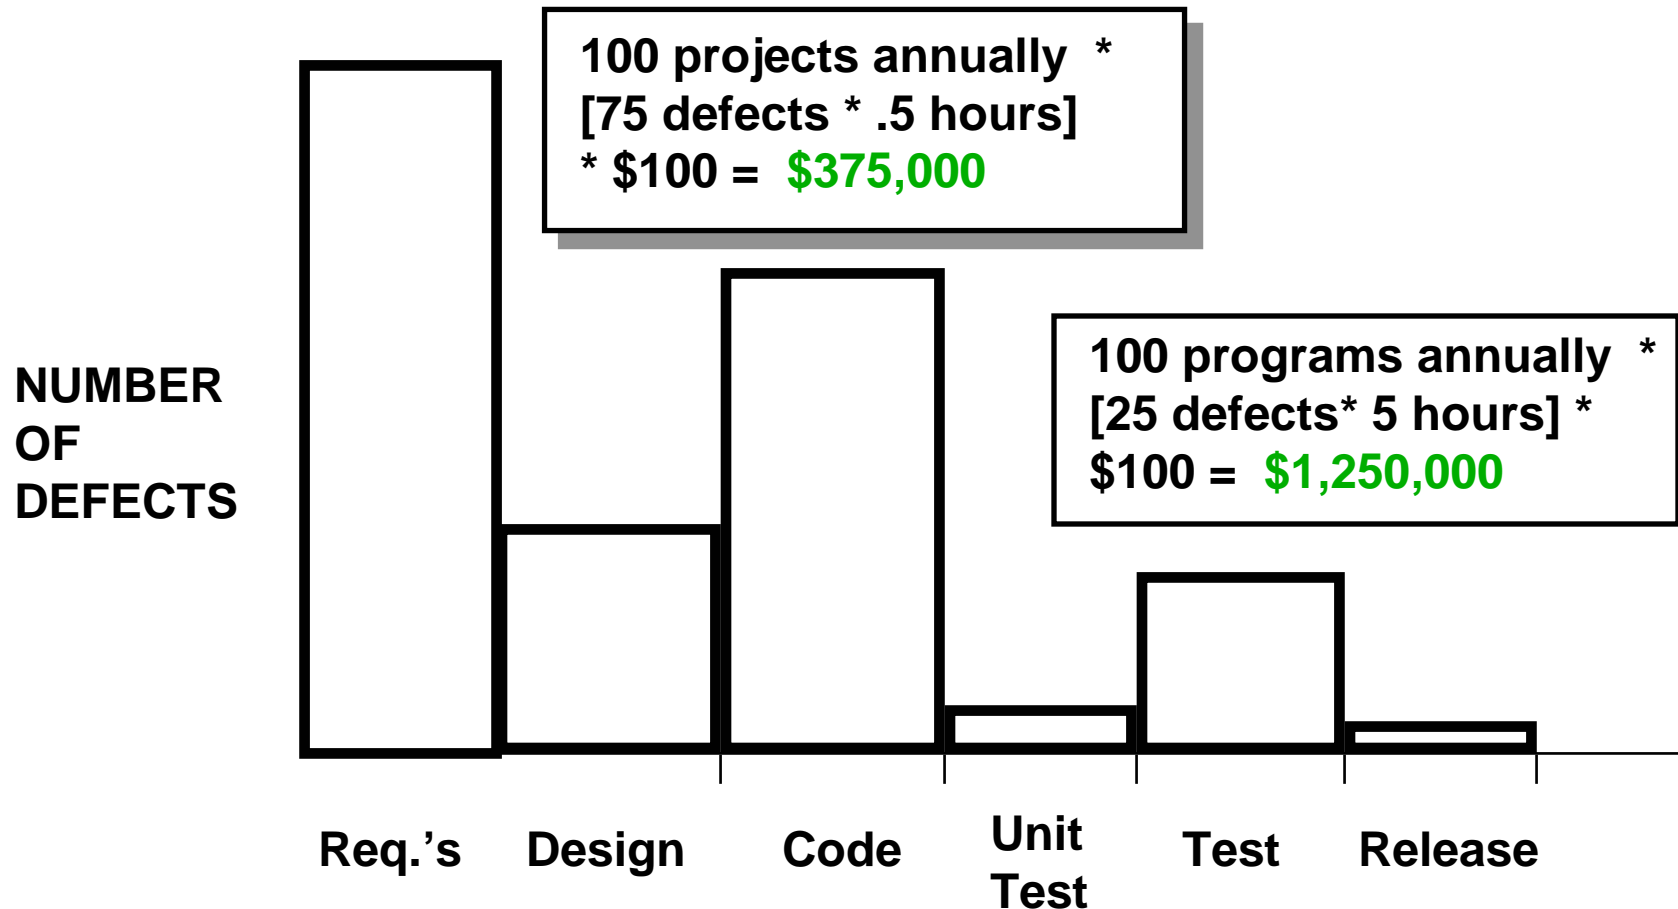 100 projects annually *
[75 defects * .5 hours]
* $100 = $375,000
100 programs annually *
[25 defects* 5 hours] *
$100 = $1,250,000
NUMBER
OF
DEFECTS
Req.’s
Design
Code
Unit
Test
Test
Release